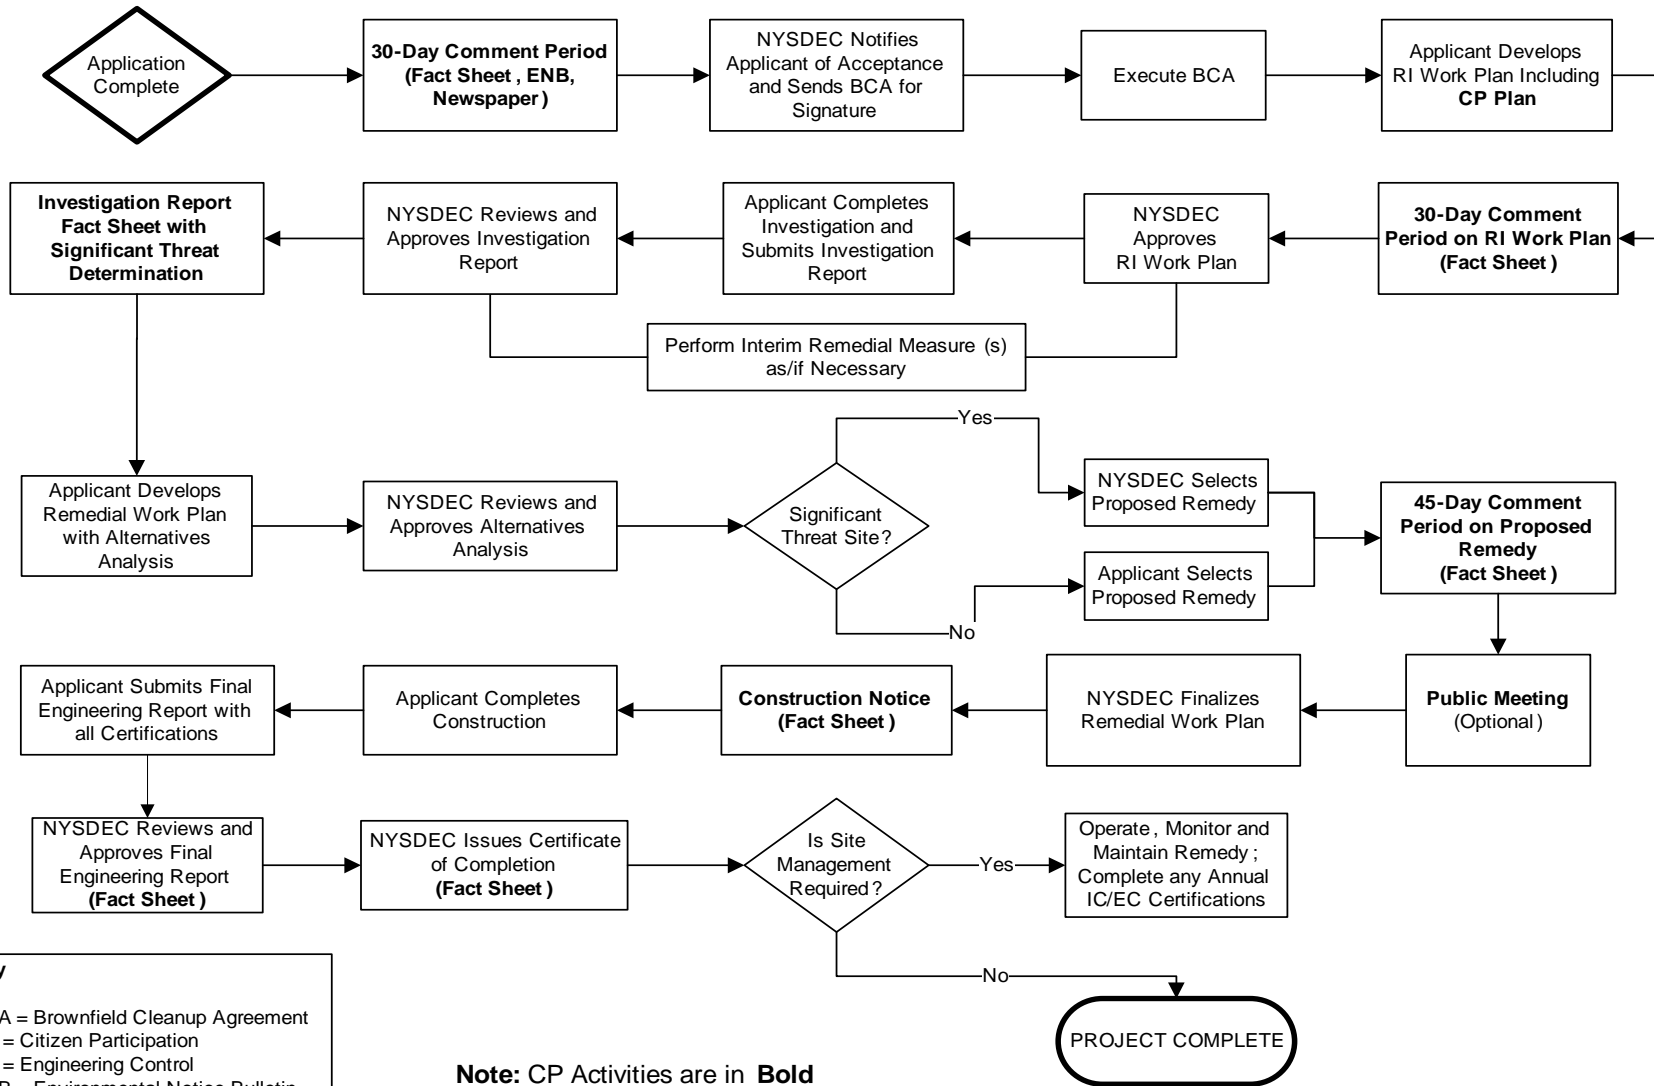 Application
Complete
30-Day Comment Period
(Fact Sheet, ENB,
Newspaper)
NYSDEC Notifies
Applicant of Acceptance
and Sends BCA for
Signature
Execute BCA
Applicant Develops
RI Work Plan Including
CP Plan
Investigation Report
Fact Sheet with
Significant Threat
Determination
NYSDEC Reviews and
Approves Investigation
Report
Applicant Completes
Investigation and
Submits Investigation
Report
NYSDEC
Approves
RI Work Plan
30-Day Comment
Period on RI Work Plan
(Fact Sheet)
Perform Interim Remedial Measure (s)
as/if Necessary
Applicant Develops
Remedial Work Plan
with Alternatives
Analysis
NYSDEC Reviews and
Approves Alternatives
Analysis
Significant
Threat Site?
Yes
No
NYSDEC Selects
Proposed Remedy
Applicant Selects
Proposed Remedy
45-Day Comment
Period on Proposed
Remedy
(Fact Sheet)
Applicant Submits Final
Engineering Report with
all Certifications
Applicant Completes
Construction
Construction Notice
(Fact Sheet)
NYSDEC Finalizes
Remedial Work Plan
Public Meeting
(Optional)
NYSDEC Reviews and
Approves Final
Engineering Report
(Fact Sheet)
NYSDEC Issues Certificate
of Completion
(Fact Sheet)
Is Site
Management
Required?
Yes
Operate, Monitor and
Maintain Remedy;
Complete any Annual
IC/EC Certifications
No
PROJECT COMPLETE
y
A = Brownfield Cleanup Agreement
= Citizen Participation
= Engineering Control
= Environmental Notice Bulletin
Note: CP Activities are in Bold